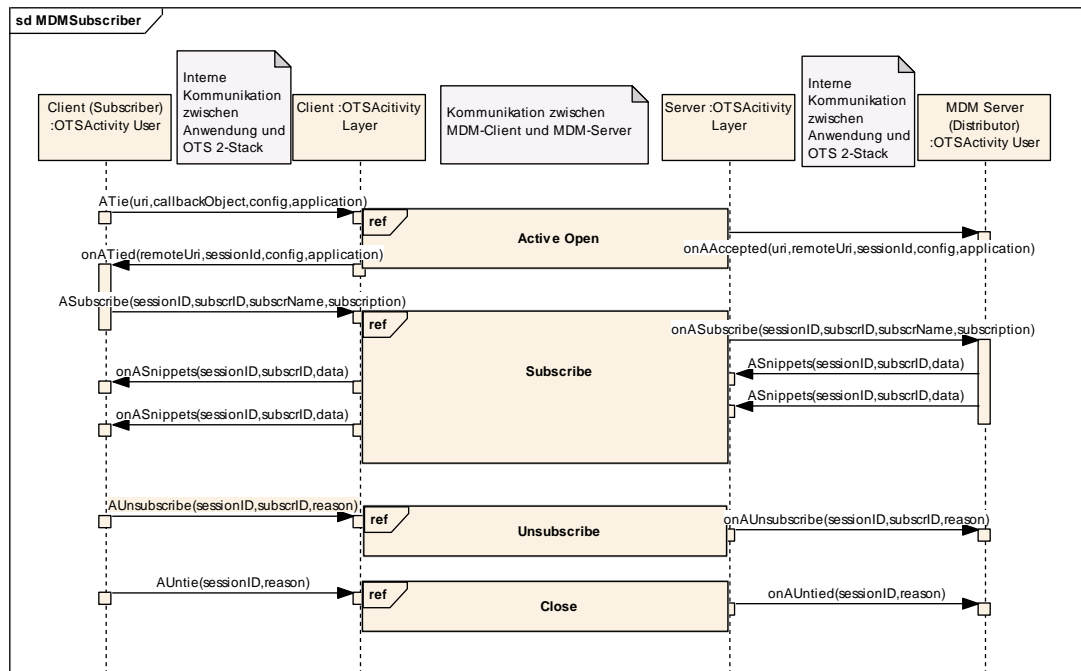 sd MDMSubscriber
Client (Subscriber)
:OTSActivity User
Interne
Kommunikation
zwischen
Anwendung und
OTS 2-Stack
Client :OTSAcitivity
Layer
Kommunikation zwischen
MDM-Client und MDM-Server
Server :OTSAcitivity
Layer
Interne
Kommunikation
zwischen
Anwendung und
OTS 2-Stack
MDM Server
(Distributor)
:OTSActivity User
ATie(uri,callbackObject,config,application)
ref
Active Open
onAAccepted(uri,remoteUri,sessionId,config,application)
onATied(remoteUri,sessionId,config,application)
ASubscribe(sessionID,subscrID,subscrName,subscription)
ref
onASubscribe(sessionID,subscrID,subscrName,subscription)
Subscribe
ASnippets(sessionID,subscrID,data)
onASnippets(sessionID,subscrID,data)
ASnippets(sessionID,subscrID,data)
onASnippets(sessionID,subscrID,data)
AUnsubscribe(sessionID,subscrID,reason)
ref
Unsubscribe
onAUnsubscribe(sessionID,subscrID,reason)
AUntie(sessionID,reason)
ref
Close
onAUntied(sessionID,reason)